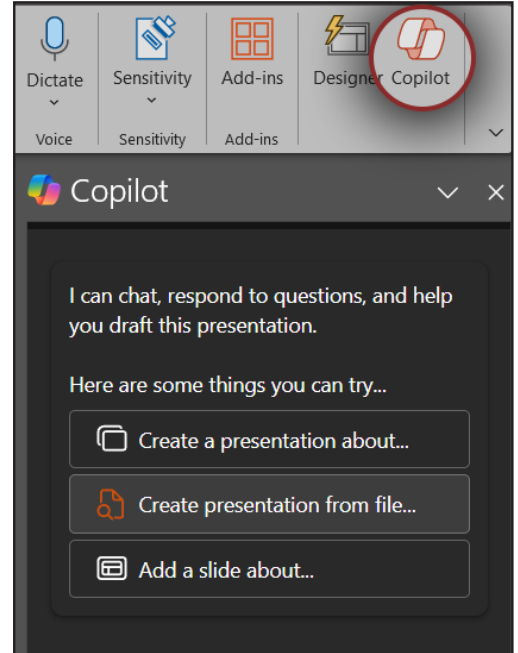 Dictate
Sensitivity
Add-ins
Designer
Copilot
Voice
Sensitivity
Add-ins
Copilot
I can chat, respond to questions, and help
you draft this presentation.
Here are some things you can try...
Create a presentation about...
Create presentation from file...
Add a slide about...